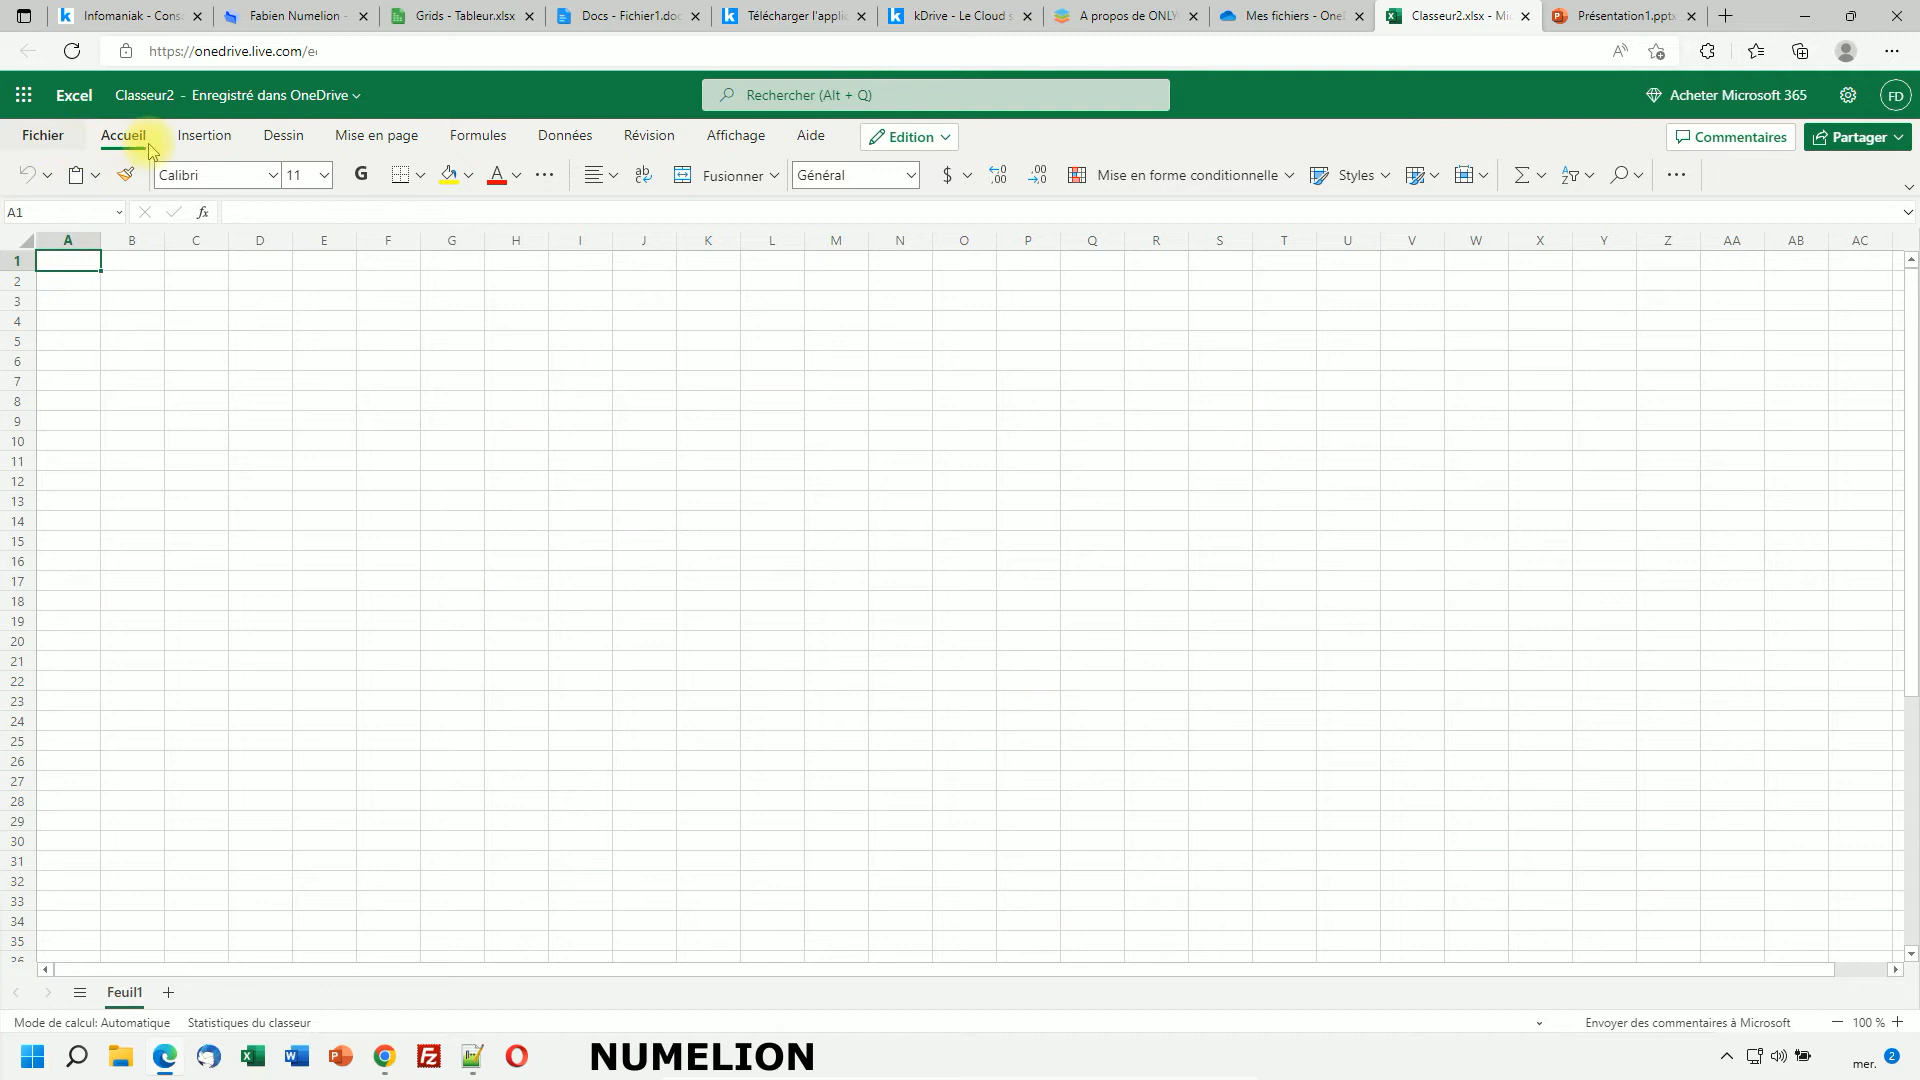 Infomaniak - Cons
Fabien Numelion -
Grids - Tableur.xlsx
Docs - Fichier1.doc
Télécharger l'appli
kDrive - Le Cloud s
A propos de ONLY
Mes fichiers - One
Classeur2.xlsx - Mi
Présentation1.pptx
https://onedrive.live.com/e
Excel
Classeur2 - Enregistré dans OneDrive
Rechercher (Alt + Q)
Acheter Microsoft 365
FD
Fichier
Accueil
Insertion
Dessin
Mise en page
Formules
Données
Révision
Affichage
Aide
Edition
Commentaires
Partager
Calibri
11
G
A
ab
Fusionner
Général
$
Mise en forme conditionnelle
Styles
A1
fx
A B C D E F G H I J K L M N O P Q R S T U V W X Y Z AA AB AC
1
2
3
4
5
6
7
8
9
10
11
12
13
14
15
16
17
18
19
20
21
22
23
24
25
26
27
28
29
30
31
32
33
34
35
36
Feuil1
Mode de calcul: Automatique
Statistiques du classeur
Envoyer des commentaires à Microsoft
100 %
NUMELION
mer.
2